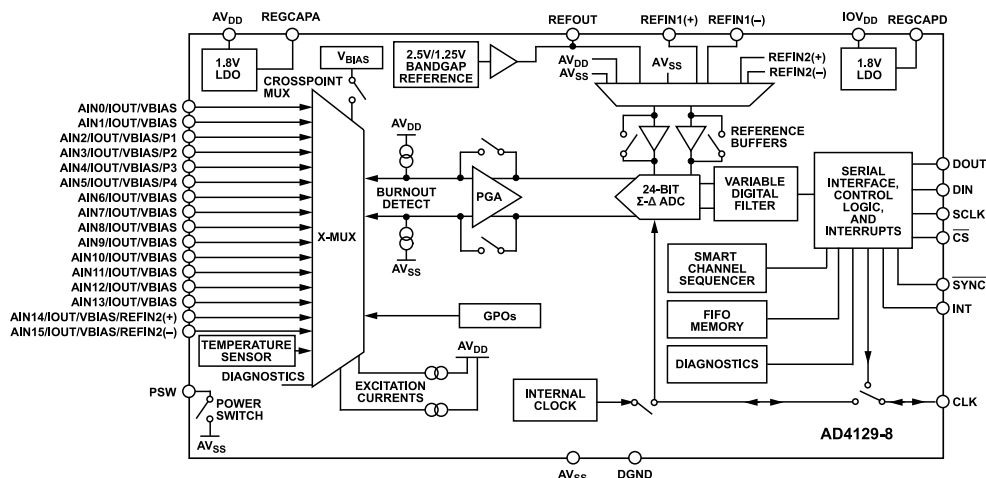 AVDD
REGCAPA
REFOUT
REFIN1(+)
REFIN1(–)
IOVDD
REGCAPD
1.8V
LDO
VBIAS
2.5V/1.25V
BANDGAP
REFERENCE
AVDD
AVSS
AVSS
REFIN2(+)
REFIN2(–)
1.8V
LDO
CROSSPOINT
MUX
AIN0/IOUT/VBIAS
AIN1/IOUT/VBIAS
AIN2/IOUT/VBIAS/P1
AIN3/IOUT/VBIAS/P2
AIN4/IOUT/VBIAS/P3
AIN5/IOUT/VBIAS/P4
AIN6/IOUT/VBIAS
AIN7/IOUT/VBIAS
AIN8/IOUT/VBIAS
AIN9/IOUT/VBIAS
AIN10/IOUT/VBIAS
AIN11/IOUT/VBIAS
AIN12/IOUT/VBIAS
AIN13/IOUT/VBIAS
AIN14/IOUT/VBIAS/REFIN2(+)
AIN15/IOUT/VBIAS/REFIN2(–)
TEMPERATURE
SENSOR
DIAGNOSTICS
X-MUX
AVDD
BURNOUT
DETECT
AVSS
PGA
REFERENCE
BUFFERS
24-BIT
Σ-Δ ADC
VARIABLE
DIGITAL
FILTER
SERIAL
INTERFACE,
CONTROL
LOGIC,
AND
INTERRUPTS
DOUT
DIN
SCLK
CS
SYNC
INT
SMART
CHANNEL
SEQUENCER
FIFO
MEMORY
DIAGNOSTICS
GPOs
AVDD
EXCITATION
CURRENTS
INTERNAL
CLOCK
CLK
PSW
POWER
SWITCH
AVSS
AD4129-8
AVSS
DGND